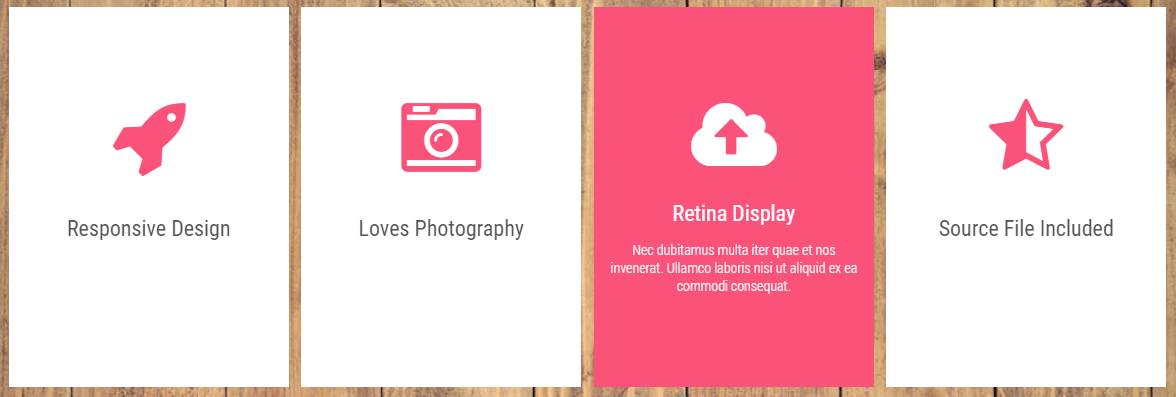 Responsive Design
Loves Photography
Retina Display
Nec dubitamus multa iter quae et nos
invenerat. Ullamco laboris nisi ut aliquid ex ea
commodi consequat.
Source File Included